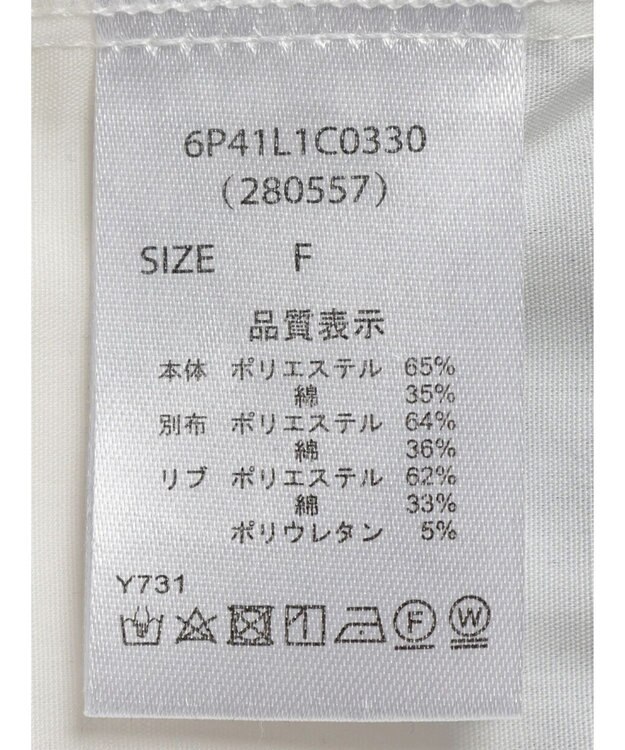 6P41L1C0330
(280557)
SIZE F
品質表示
本体 ポリエステル 65%
綿 35%
別布 ポリエステル 64%
綿 36%
リブ ポリエステル 62%
綿 33%
ポリウレタン 5%
Y731
F W